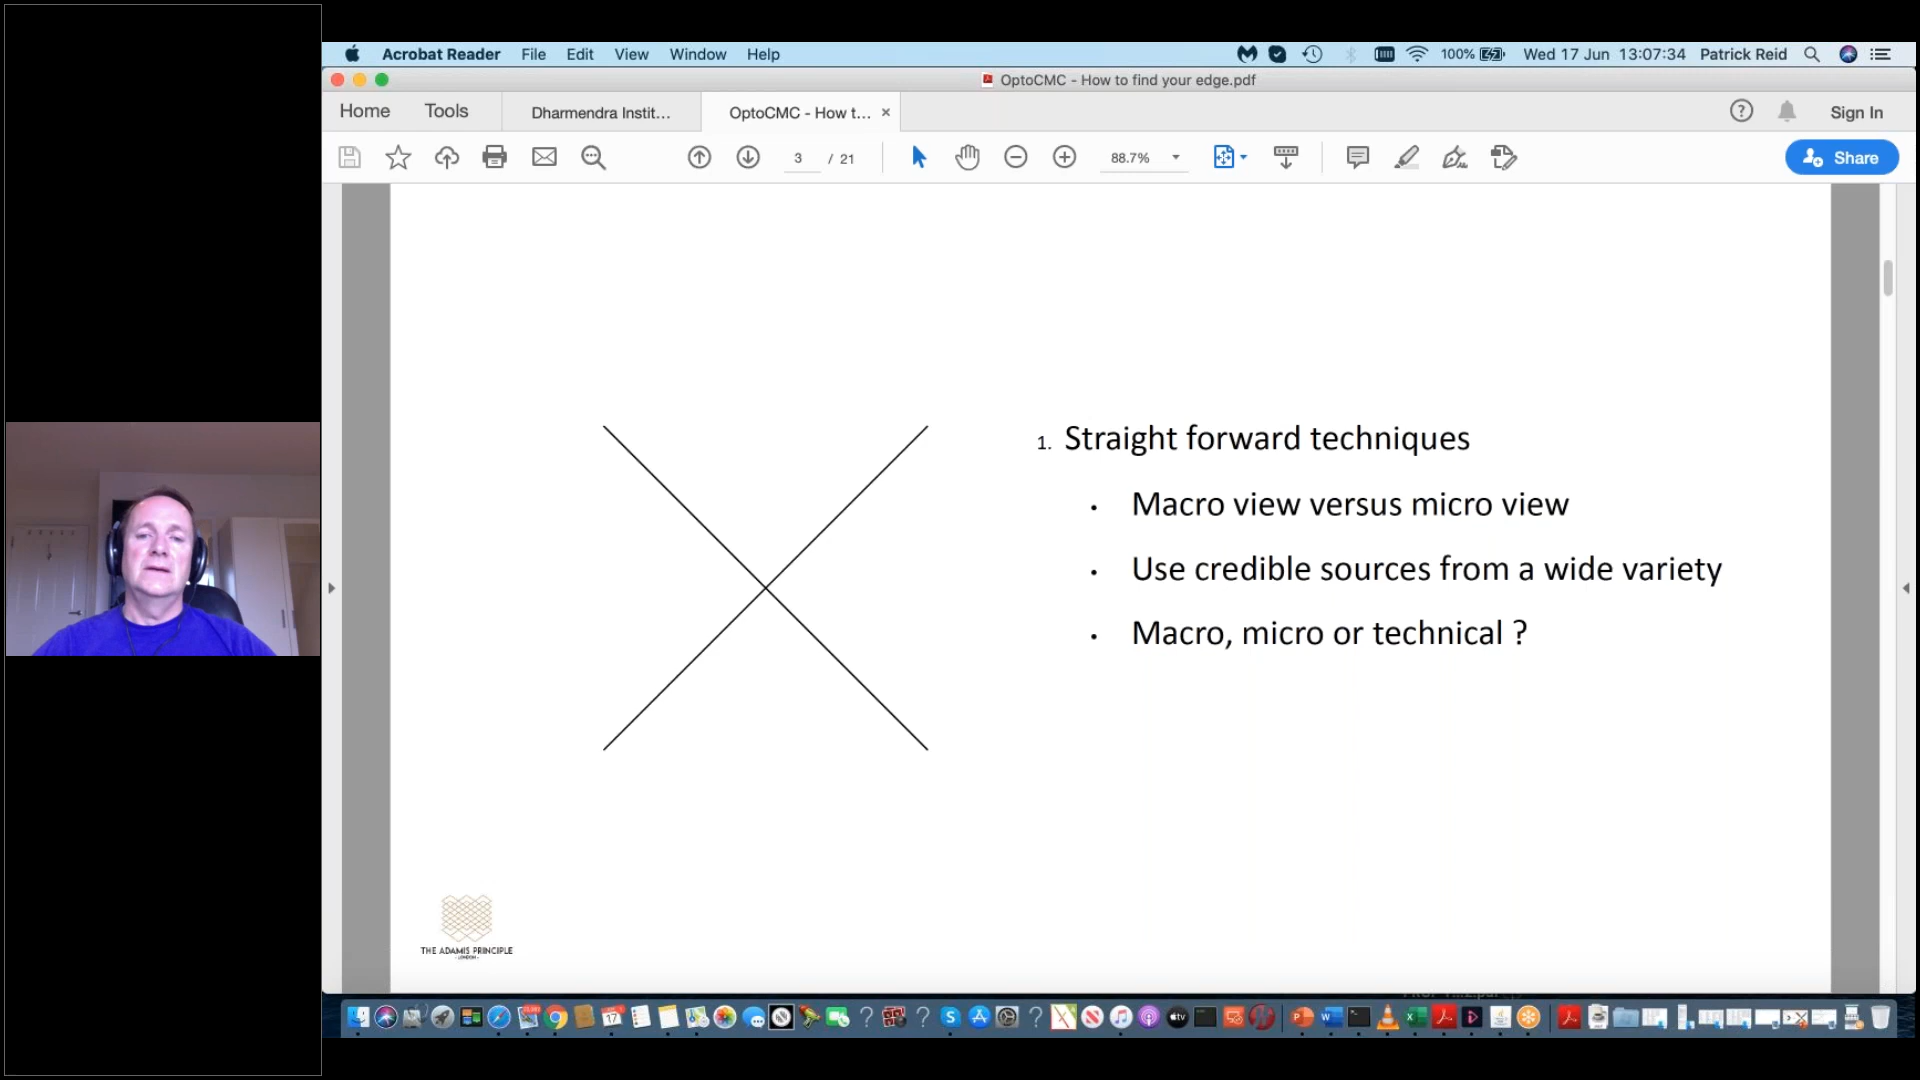 Acrobat Reader File Edit View Window Help 100% Wed 17 Jun 13:07:34 Patrick Reid
OptoCMC - How to find your edge.pdf
Home Tools Dharmendra Instit... OptoCMC - How t... × ? Sign In
3 / 21 88.7% Share
1. Straight forward techniques
• Macro view versus micro view
• Use credible sources from a wide variety
• Macro, micro or technical ?
THE ADAMIS PRINCIPLE
- LONDON -
17